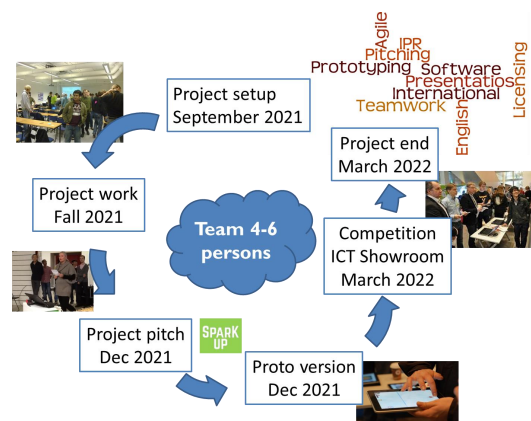 Agile
IPR
Pitching
Prototyping
Software
Presentatios
International
Teamwork
English
Licensing
Project setup
September 2021
Project work
Fall 2021
Project pitch
Dec 2021
SPARK
UP
Proto version
Dec 2021
Competition
ICT Showroom
March 2022
Project end
March 2022
Team 4-6
persons